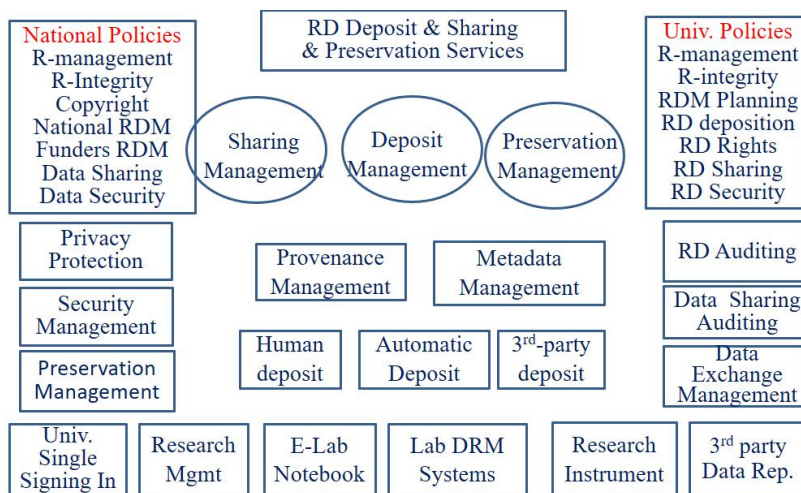 National Policies
R-management
R-Integrity
Copyright
National RDM
Funders RDM
Data Sharing
Data Security
RD Deposit & Sharing
& Preservation Services
Univ. Policies
R-management
R-integrity
RDM Planning
RD deposition
RD Rights
RD Sharing
RD Security
Sharing
Management
Deposit
Management
Preservation
Management
Privacy
Protection
Provenance
Management
Metadata
Management
RD Auditing
Security
Management
Data Sharing
Auditing
Preservation
Management
Human
deposit
Automatic
Deposit
3rd-party
deposit
Data
Exchange
Management
Univ.
Single
Signing In
Research
Mgmt
E-Lab
Notebook
Lab DRM
Systems
Research
Instrument
3rd party
Data Rep.